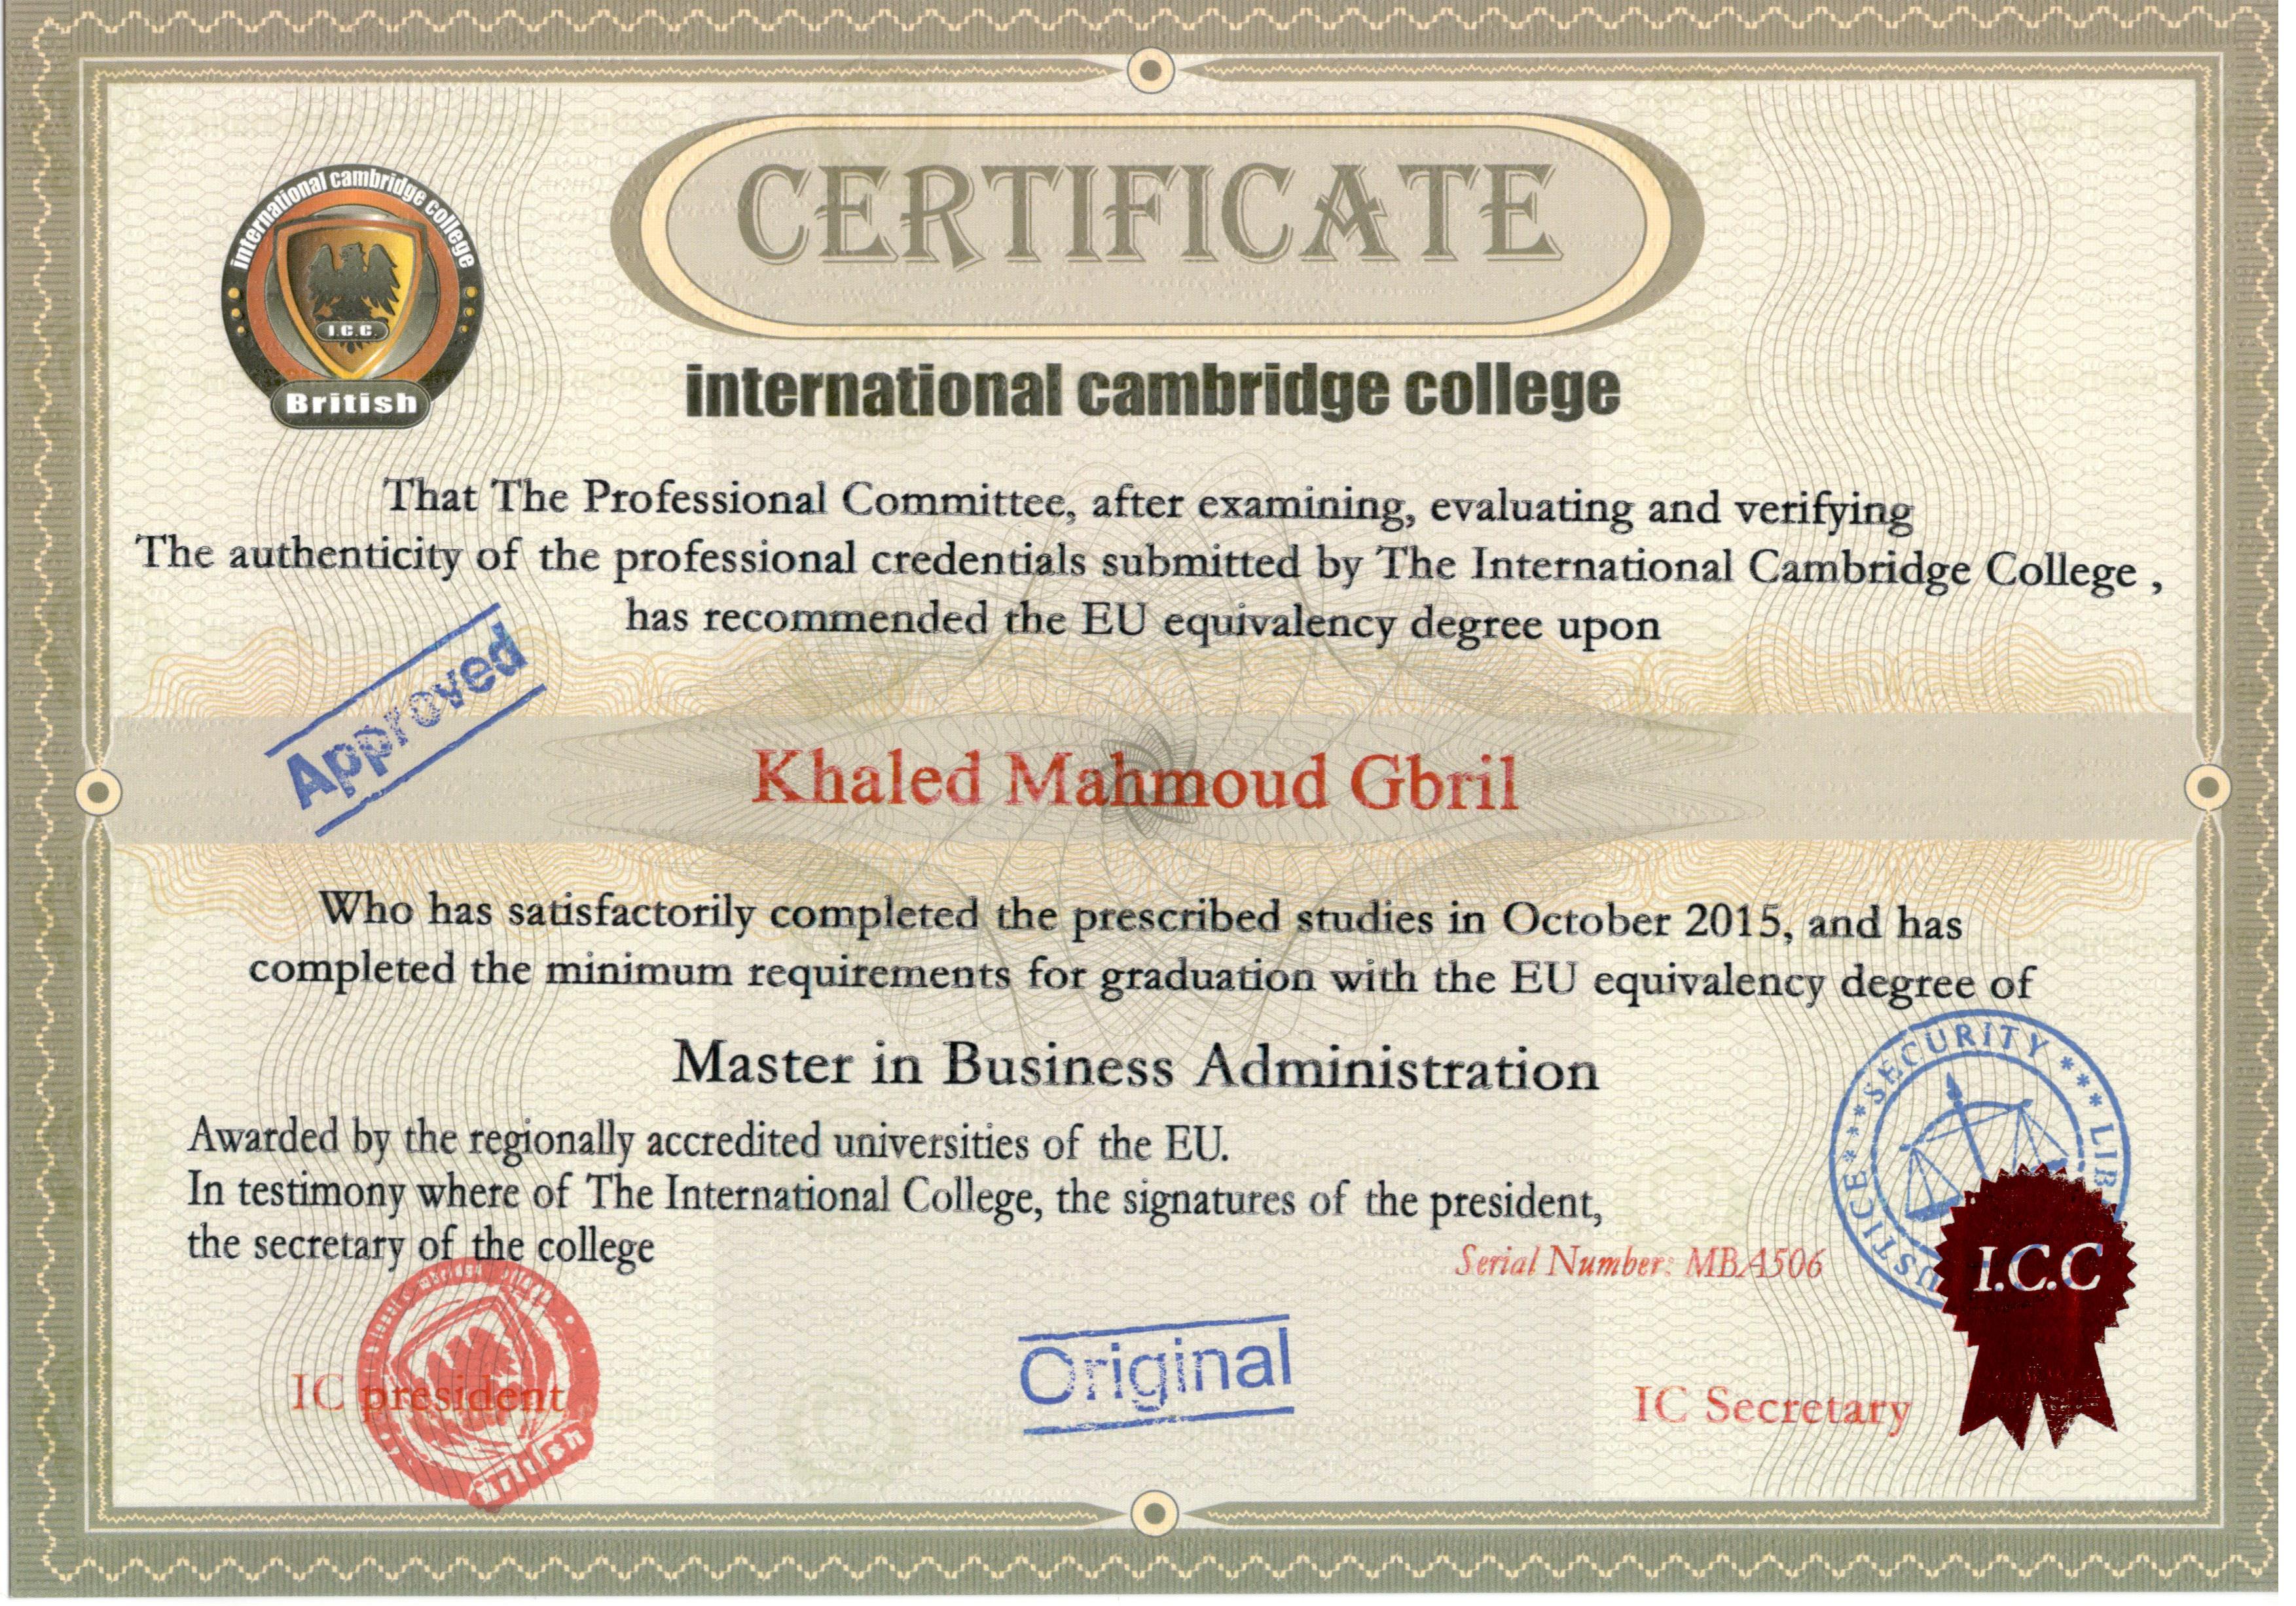 CERTIFICATE
international cambridge college
I.C.C.
British
international cambridge college
That The Professional Committee, after examining, evaluating and verifying
The authenticity of the professional credentials submitted by The International Cambridge College ,
has recommended the EU equivalency degree upon
Approved
Khaled Mahmoud Gbril
Who has satisfactorily completed the prescribed studies in October 2015, and has
completed the minimum requirements for graduation with the EU equivalency degree of
Master in Business Administration
SECURITY *** LIB
USTICE ***
Awarded by the regionally accredited universities of the EU.
In testimony where of The International College, the signatures of the president,
the secretary of the college
Serial Number: MBA506
I.C.C
Original
IC president
British
IC Secretary